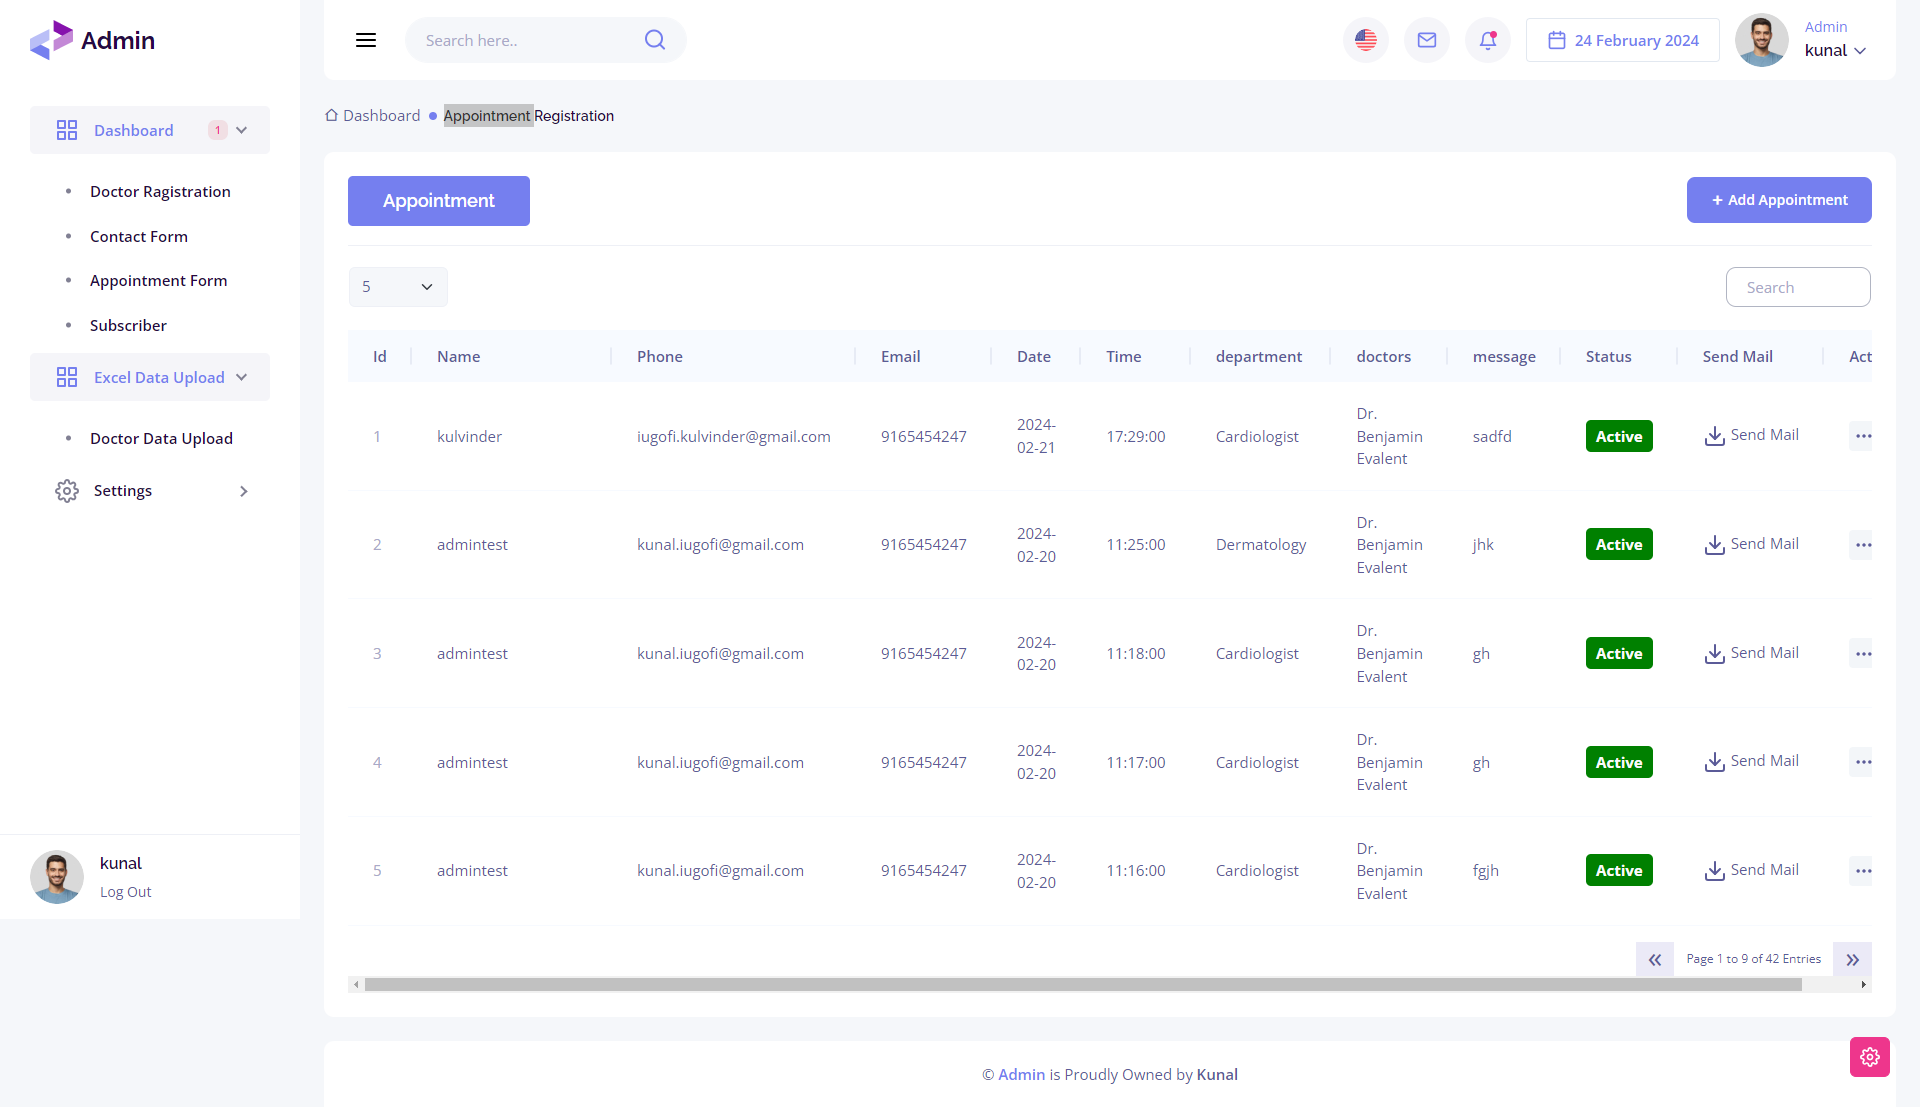 Admin
Search here..
24 February 2024
Admin
kunal
Dashboard 1
Doctor Ragistration
Contact Form
Appointment Form
Subscriber
Excel Data Upload
Doctor Data Upload
Settings
kunal
Log Out
Dashboard Appointment Registration
Appointment
+ Add Appointment
5
Search
Id Name Phone Email Date Time department doctors message Status Send Mail Act
1 kulvinder iugofi.kulvinder@gmail.com 9165454247 2024-02-21 17:29:00 Cardiologist Dr. Benjamin Evalent sadfd Active Send Mail ...
2 admintest kunal.iugofi@gmail.com 9165454247 2024-02-20 11:25:00 Dermatology Dr. Benjamin Evalent jhk Active Send Mail ...
3 admintest kunal.iugofi@gmail.com 9165454247 2024-02-20 11:18:00 Cardiologist Dr. Benjamin Evalent gh Active Send Mail ...
4 admintest kunal.iugofi@gmail.com 9165454247 2024-02-20 11:17:00 Cardiologist Dr. Benjamin Evalent gh Active Send Mail ...
5 admintest kunal.iugofi@gmail.com 9165454247 2024-02-20 11:16:00 Cardiologist Dr. Benjamin Evalent fgjh Active Send Mail ...
« Page 1 to 9 of 42 Entries »
© Admin is Proudly Owned by Kunal